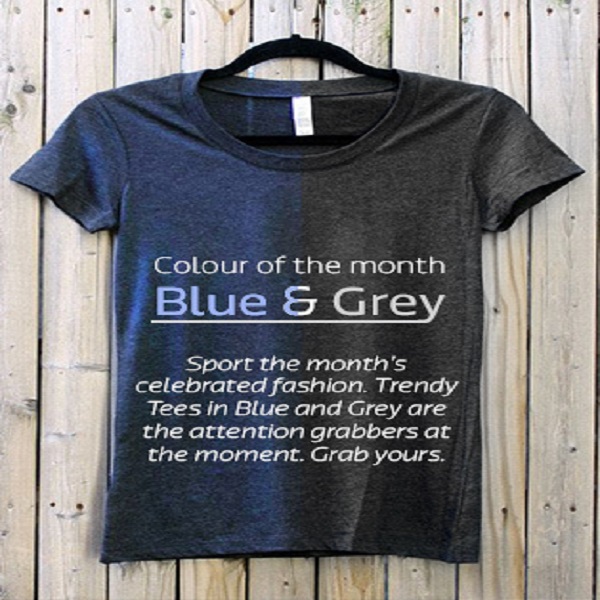 Colour of the month
Blue & Grey
Sport the month's
celebrated fashion. Trendy
Tees in Blue and Grey are
the attention grabbers at
the moment. Grab yours.